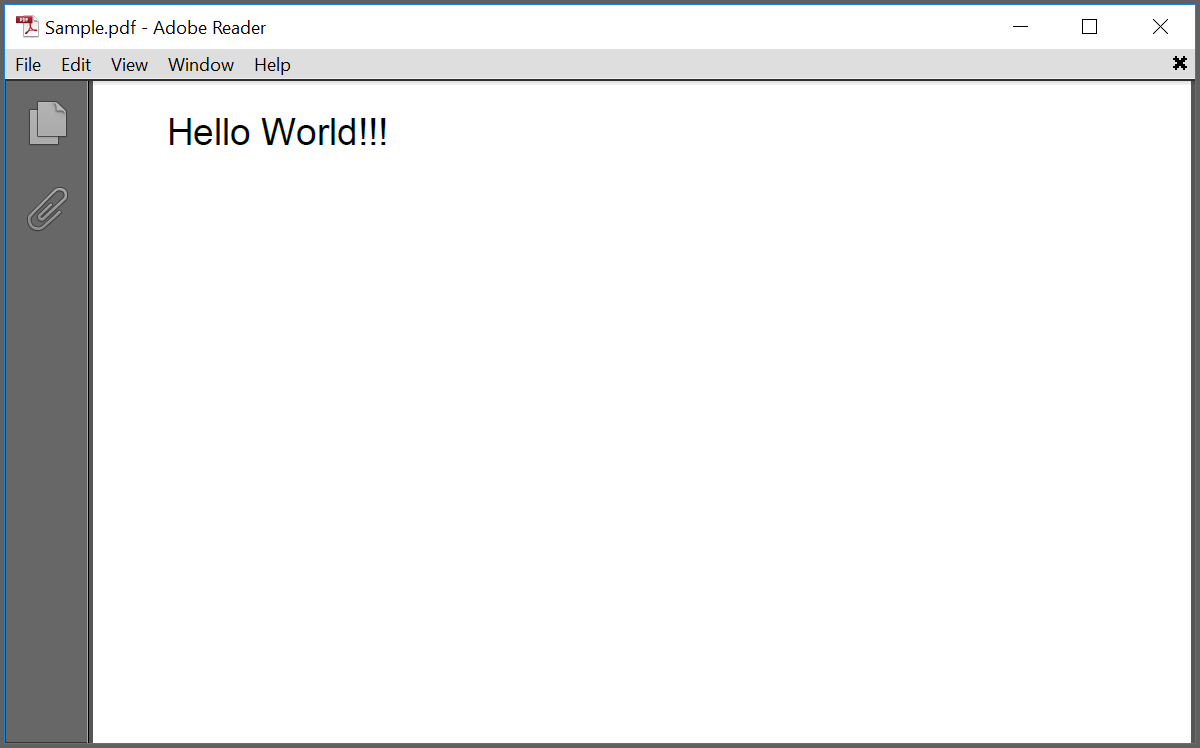 Sample.pdf - Adobe Reader
File Edit View Window Help
Hello World!!!